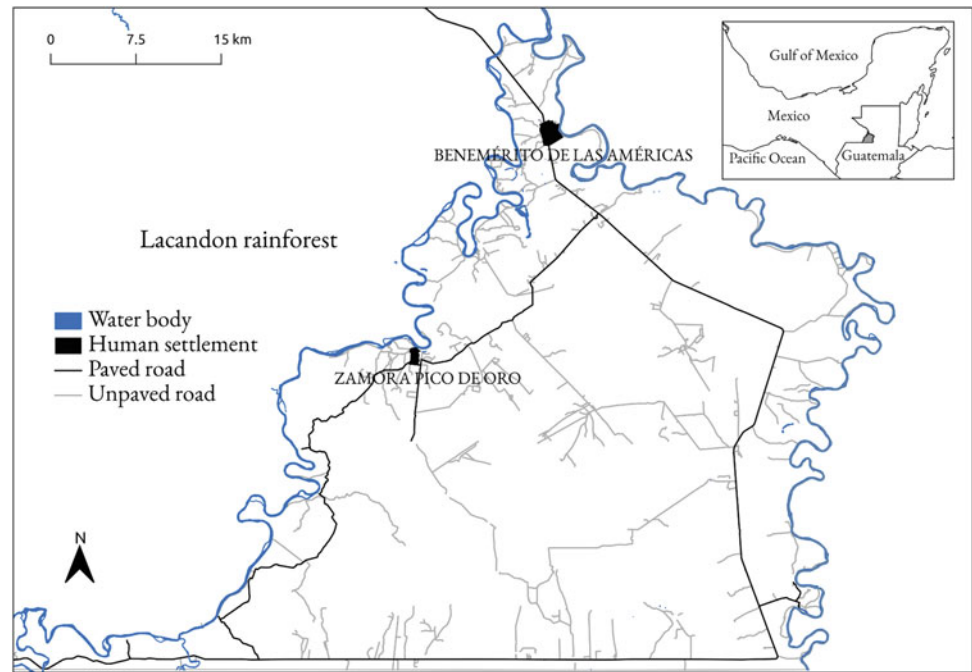 0 7.5 15 km
Gulf of Mexico
Mexico
Pacific Ocean
Guatemala
BENEMÉRITO DE LAS AMÉRICAS
Lacandon rainforest
Water body
Human settlement
Paved road
Unpaved road
ZAMORA PICO DE ORO
N